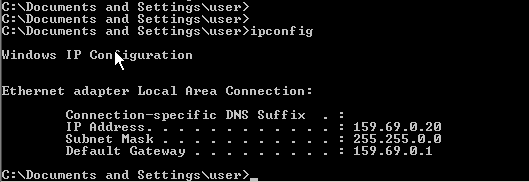 C:\Documents and Settings\user>
C:\Documents and Settings\user>
C:\Documents and Settings\user>ipconfig
Windows IP Configuration
Ethernet adapter Local Area Connection:
Connection-specific DNS Suffix  . :
IP Address. . . . . . . . . . . . : 159.69.0.20
Subnet Mask . . . . . . . . . . . : 255.255.0.0
Default Gateway . . . . . . . . . : 159.69.0.1
C:\Documents and Settings\user>_